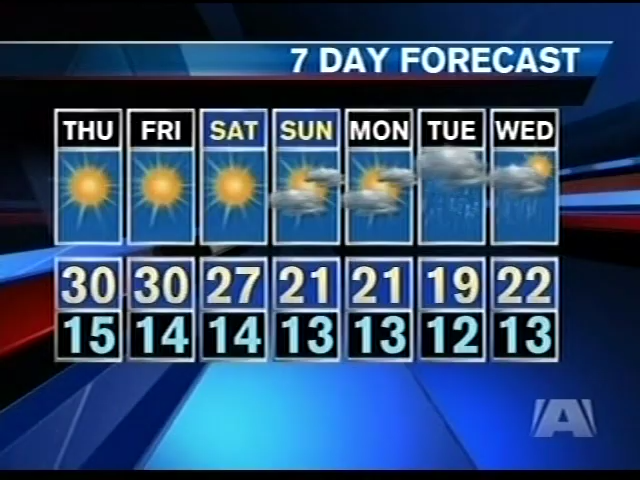 7 DAY FORECAST
THU FRI SAT SUN MON TUE WED
30 30 27 21 21 19 22
15 14 14 13 13 12 13
A